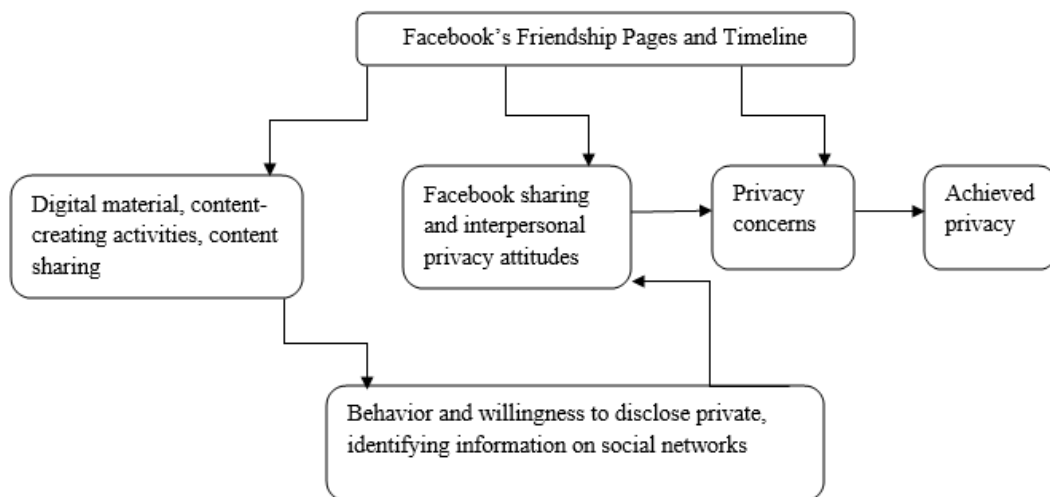 Facebook’s Friendship Pages and Timeline
Digital material, content-
creating activities, content
sharing
Facebook sharing
and interpersonal
privacy attitudes
Privacy
concerns
Achieved
privacy
Behavior and willingness to disclose private,
identifying information on social networks